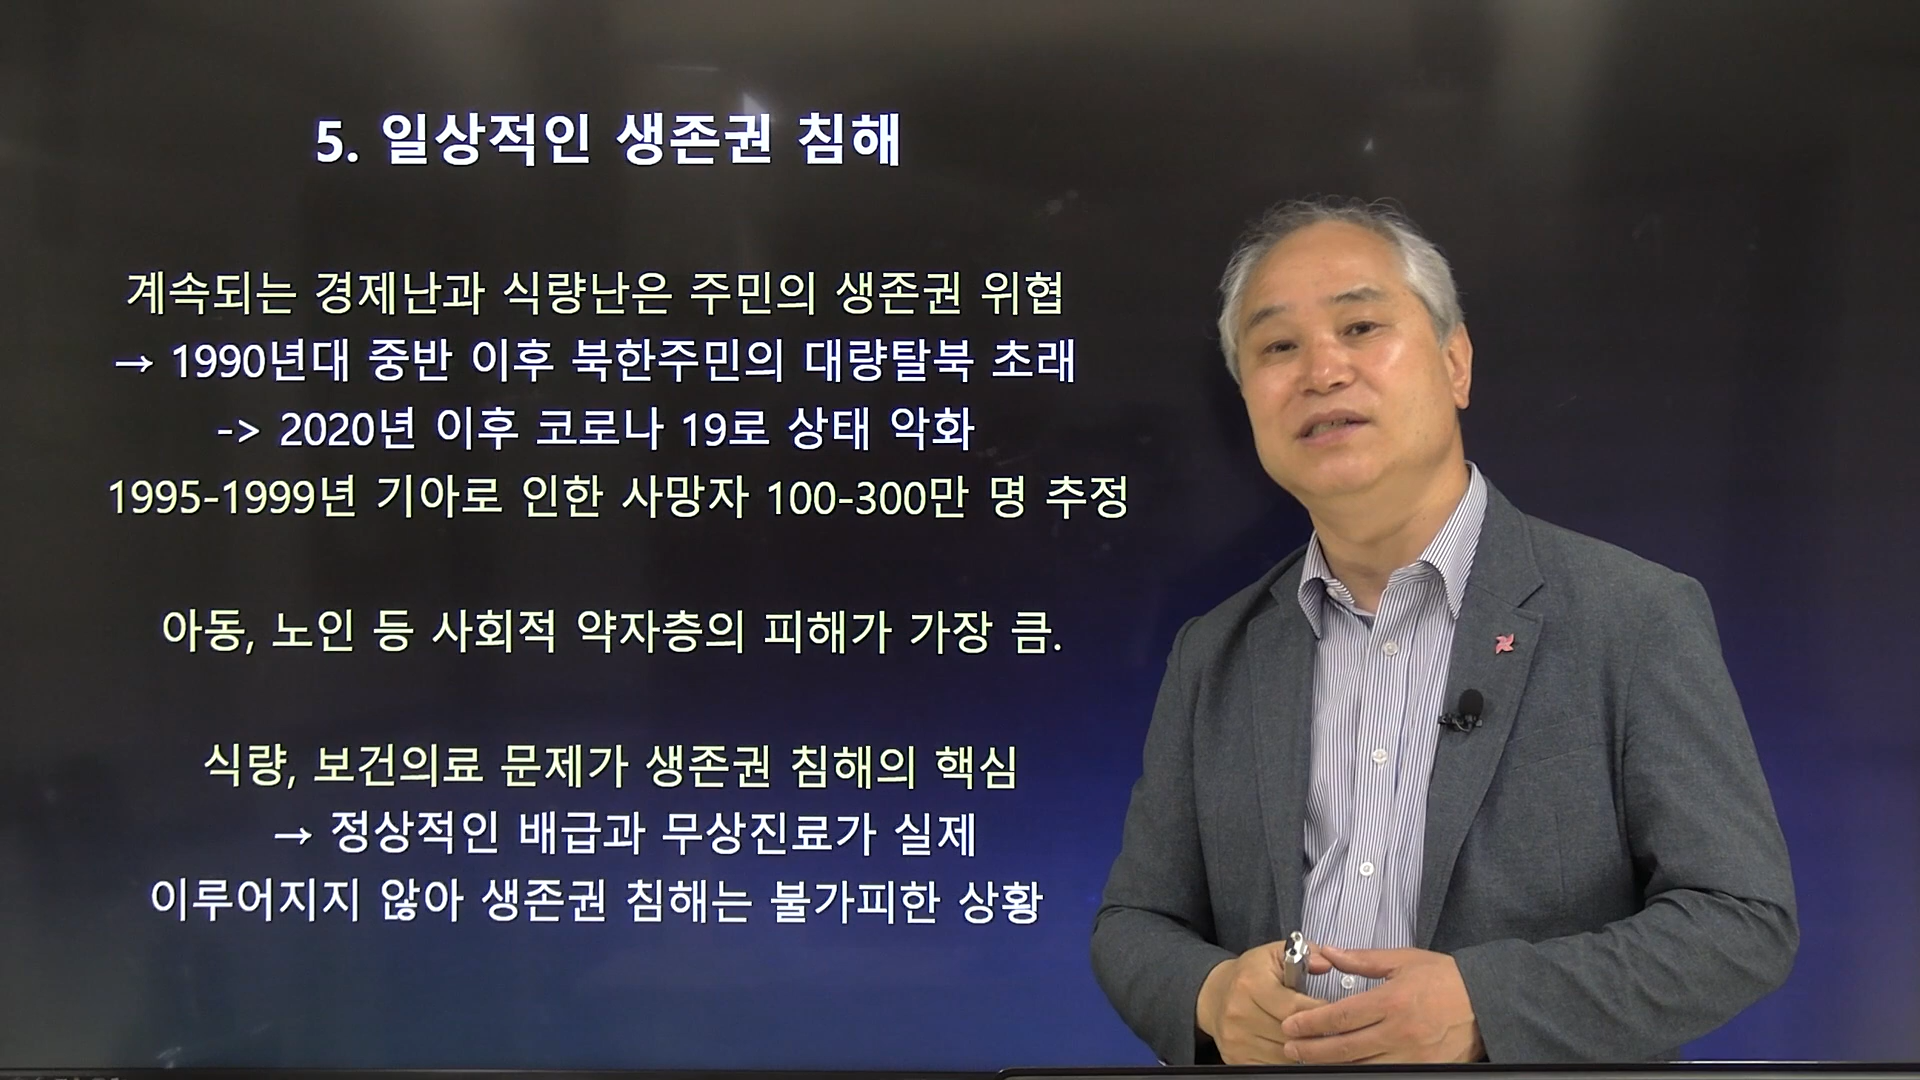 5. 일상적인 생존권 침해
계속되는 경제난과 식량난은 주민의 생존권 위협
→ 1990년대 중반 이후 북한주민의 대량탈북 초래
-> 2020년 이후 코로나 19로 상태 악화
1995-1999년 기아로 인한 사망자 100-300만 명 추정
아동, 노인 등 사회적 약자층의 피해가 가장 큼.
식량, 보건의료 문제가 생존권 침해의 핵심
→ 정상적인 배급과 무상진료가 실제
이루어지지 않아 생존권 침해는 불가피한 상황